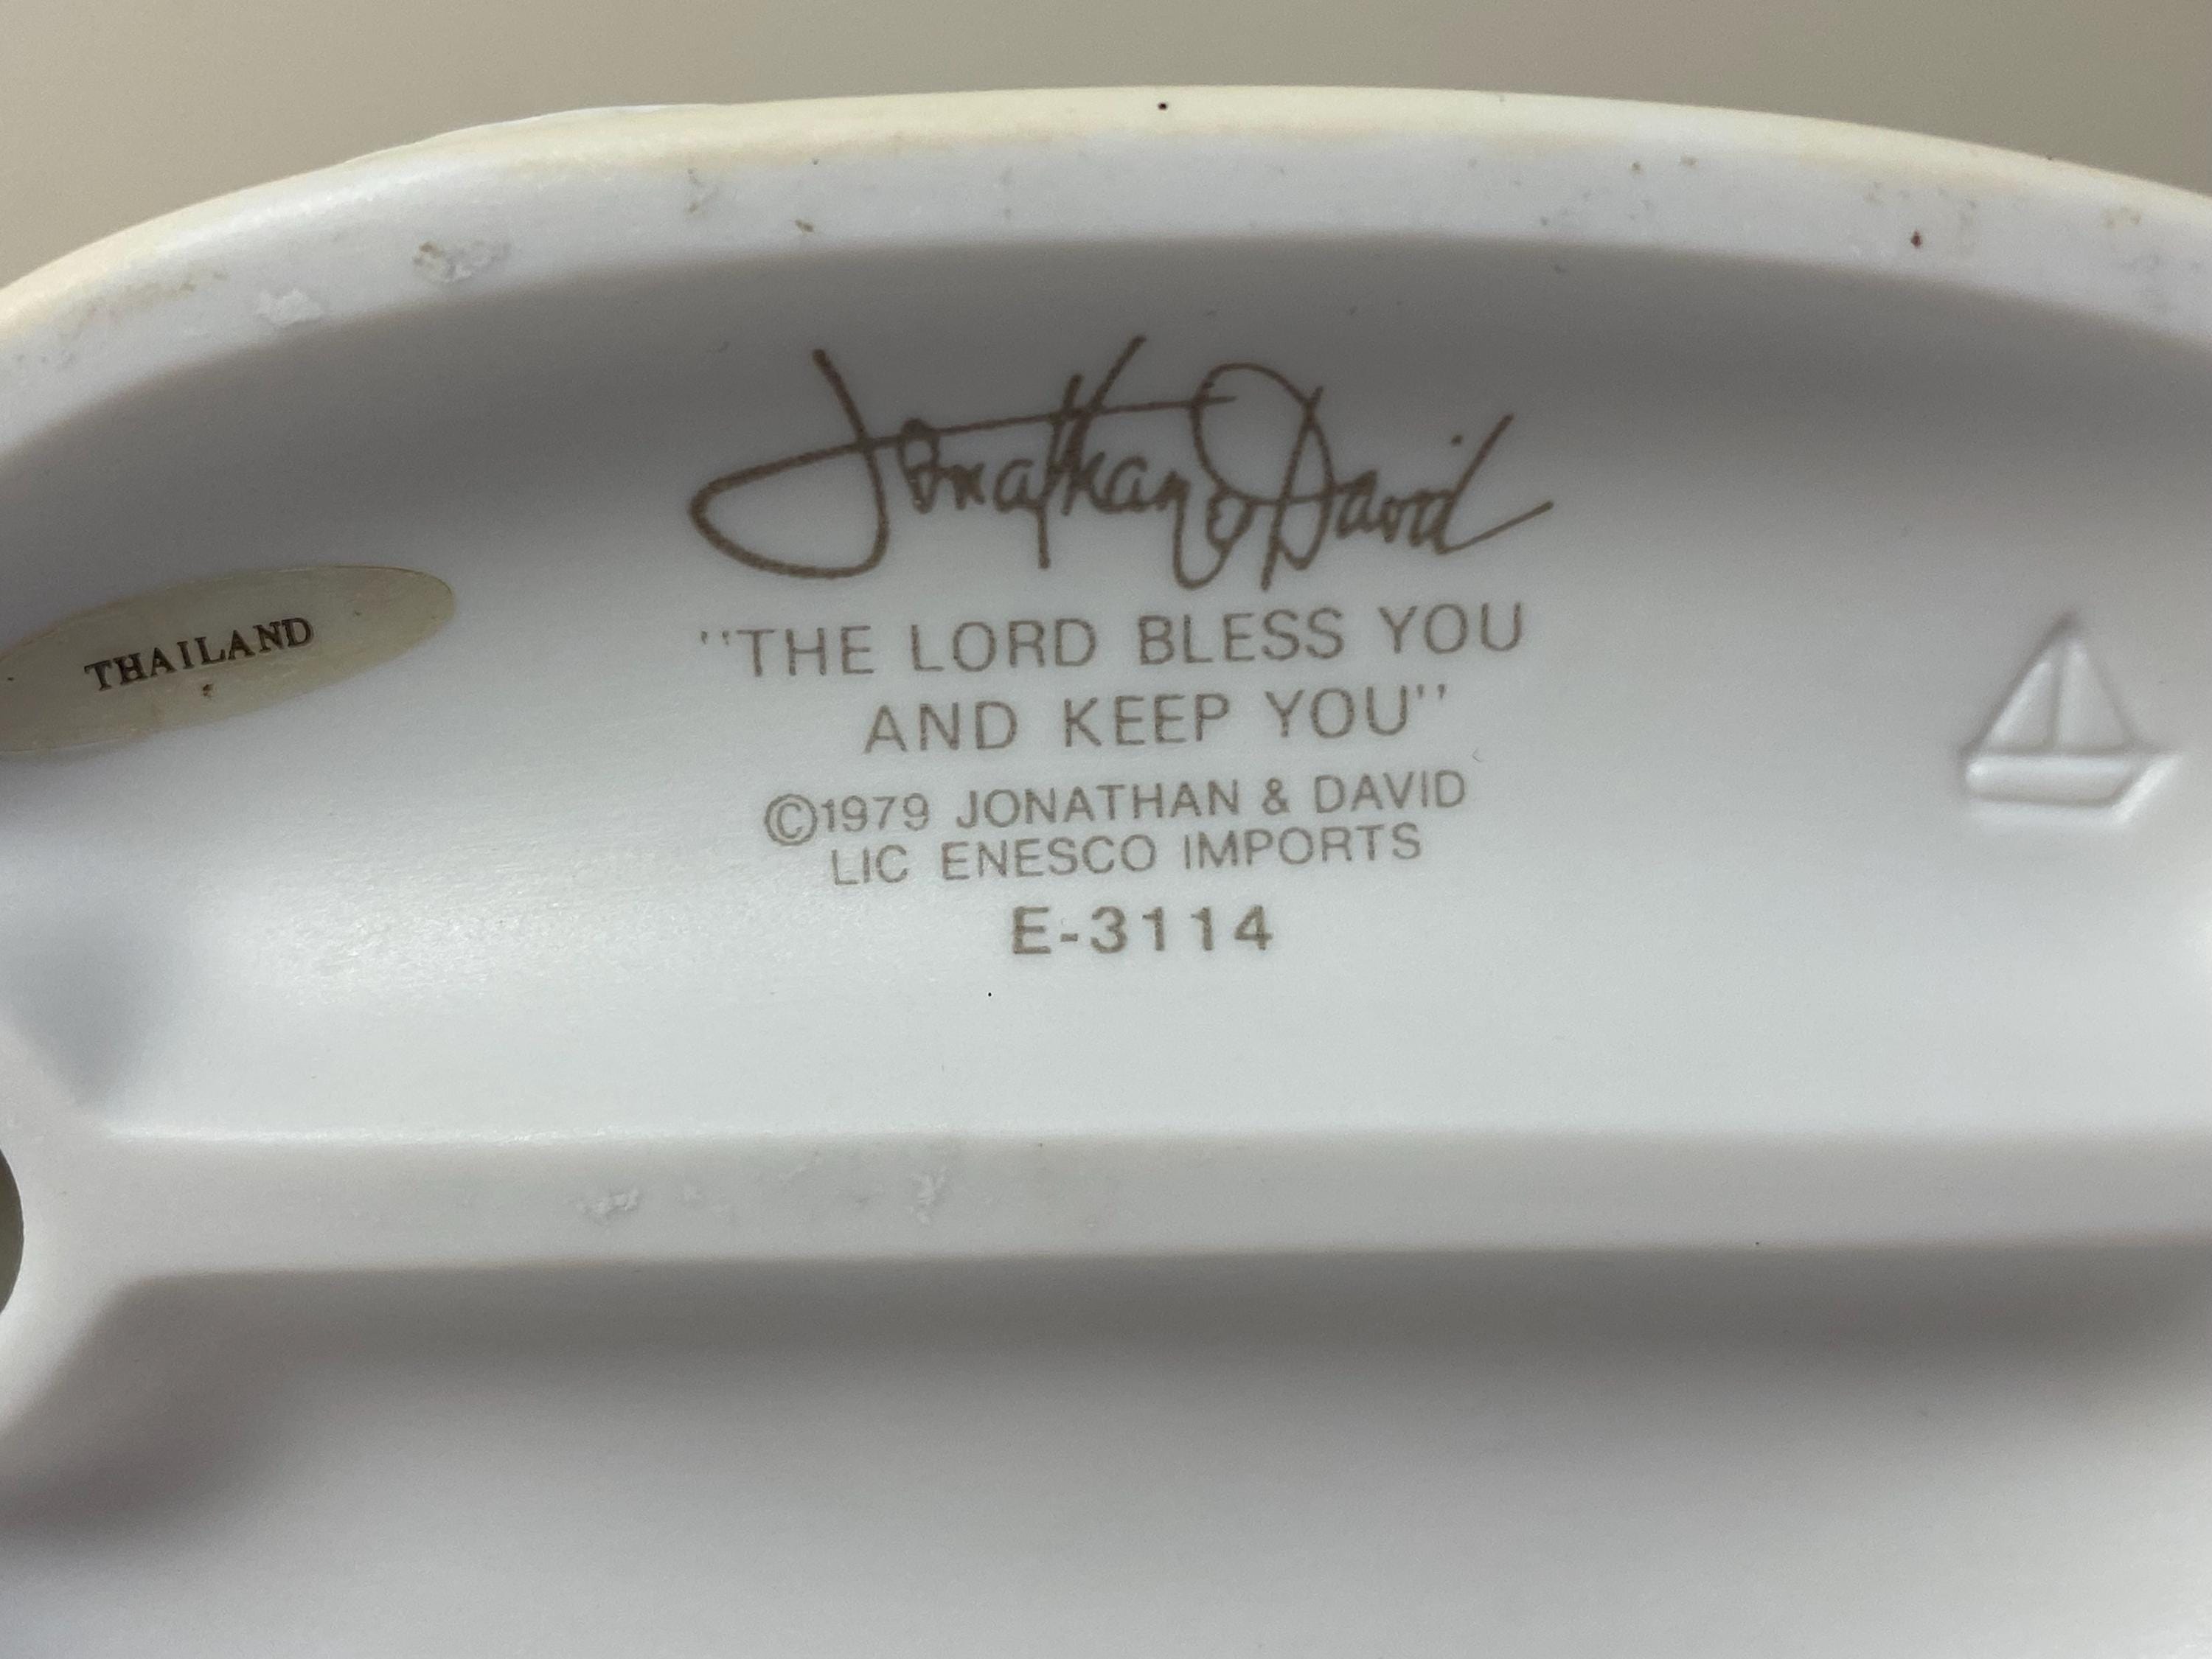 Jonathan & David
"THE LORD BLESS YOU
AND KEEP YOU"
©1979 JONATHAN & DAVID
LIC ENESCO IMPORTS
E-3114
THAILAND